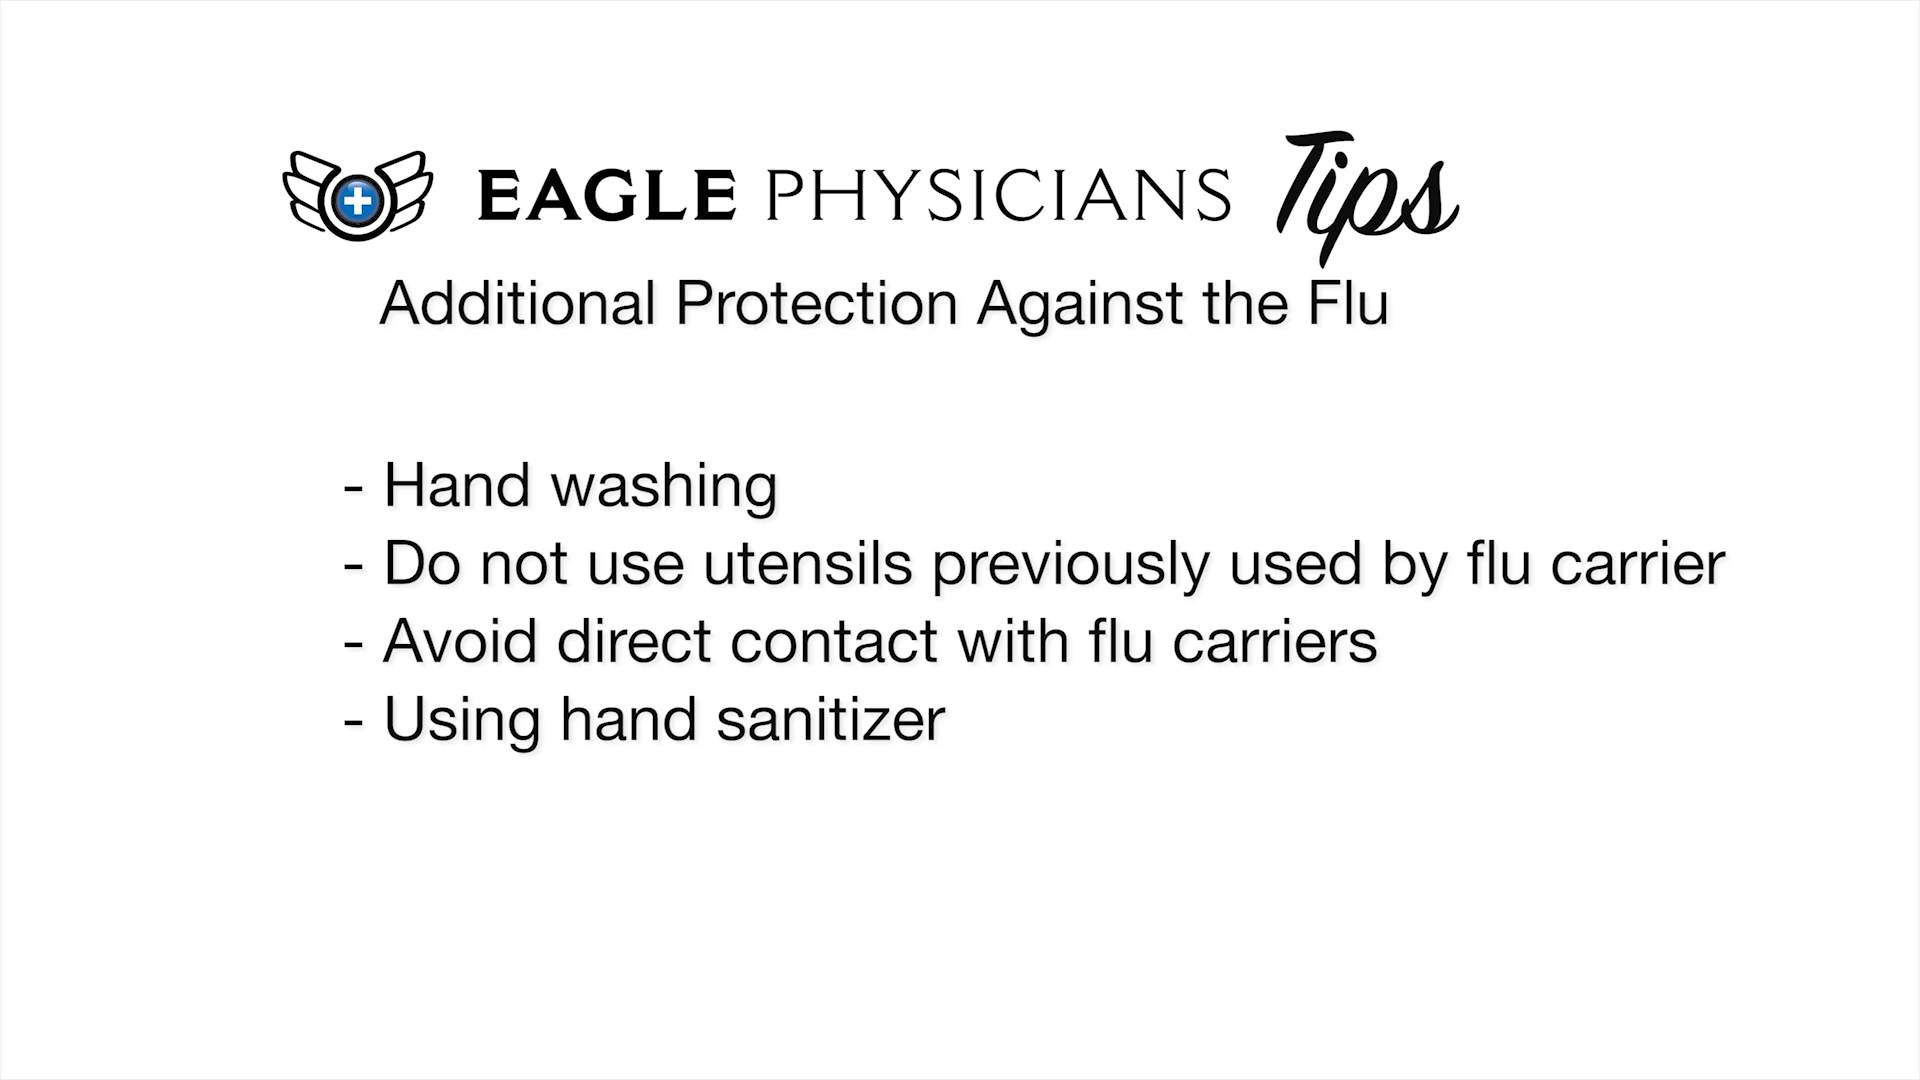 EAGLE PHYSICIANS Tips
Additional Protection Against the Flu
- Hand washing
- Do not use utensils previously used by flu carrier
- Avoid direct contact with flu carriers
- Using hand sanitizer